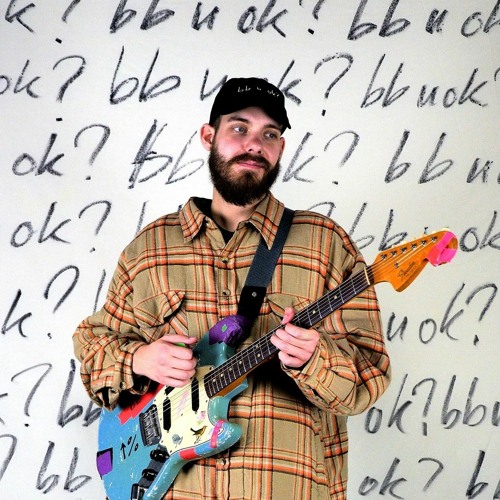 k? bb u ok? bb u ok
ok? bb u ok? bb u ok?
bb u ok?
ok? bb ok? bb u
ok? bb u ok
k? u ok?
ok? bb ok? bb u
? bb ok? u
↑%